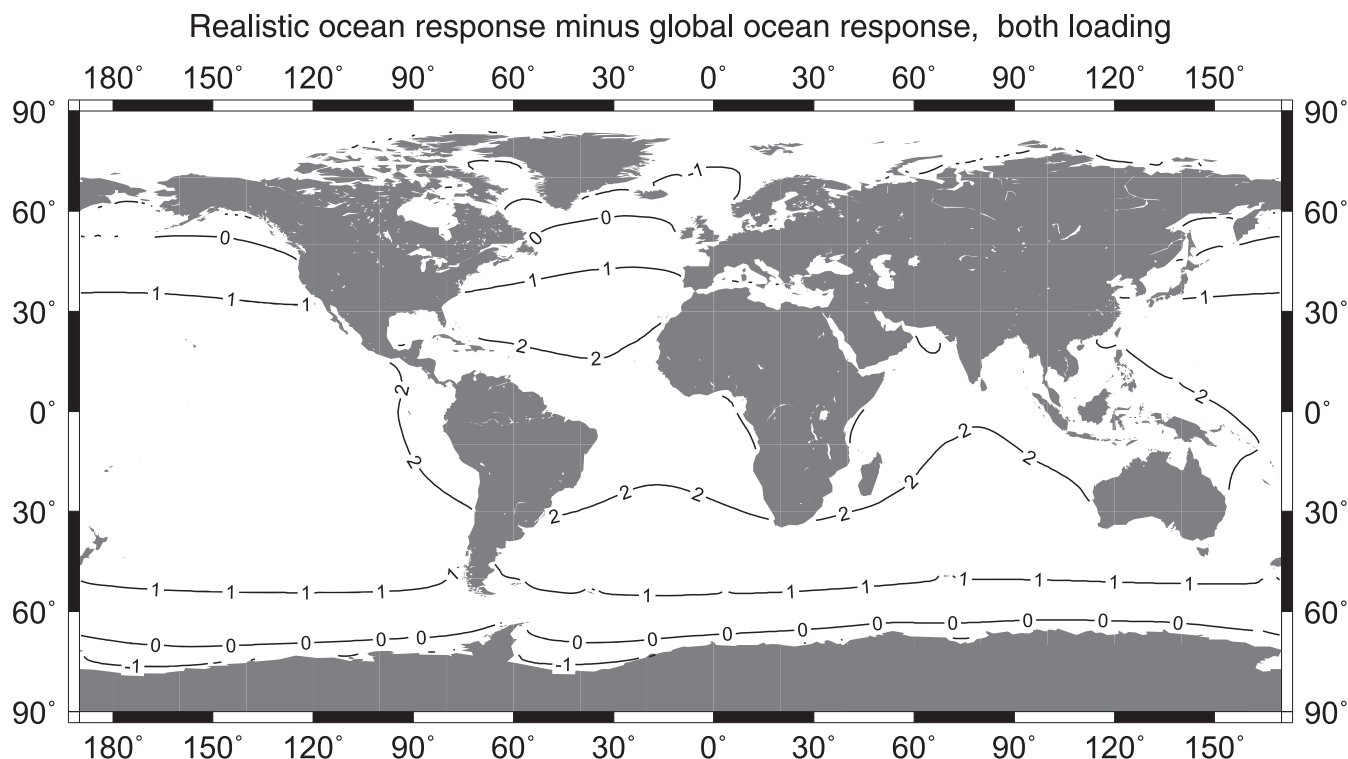 Realistic ocean response minus global ocean response, both loading
180° 150° 120° 90° 60° 30° 0° 30° 60° 90° 120° 150°
90° 90°
-1
60° 0 0 0 60°
1 1 1 1 1 1
30° 30°
2 2
2 2
0° 0°
2 2 2
2 2 2
30° 2 2 30°
1 1 1 1 1 1 1 1 1 1 1 1
60° 60°
0 0 0 0 0 0 0 0 0 0 0 0 0 0
-1 -1
90° 90°
180° 150° 120° 90° 60° 30° 0° 30° 60° 90° 120° 150°